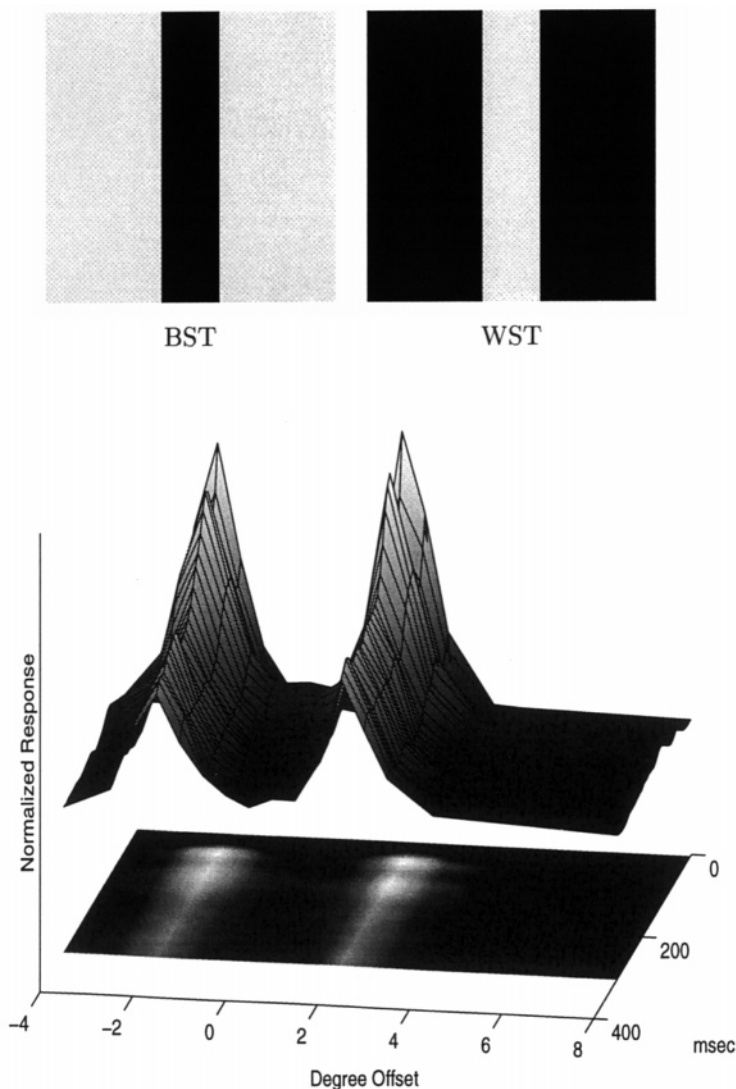 BST WST
Normalized Response
0
200
400
msec
−4 −2 0 2 4 6 8
Degree Offset